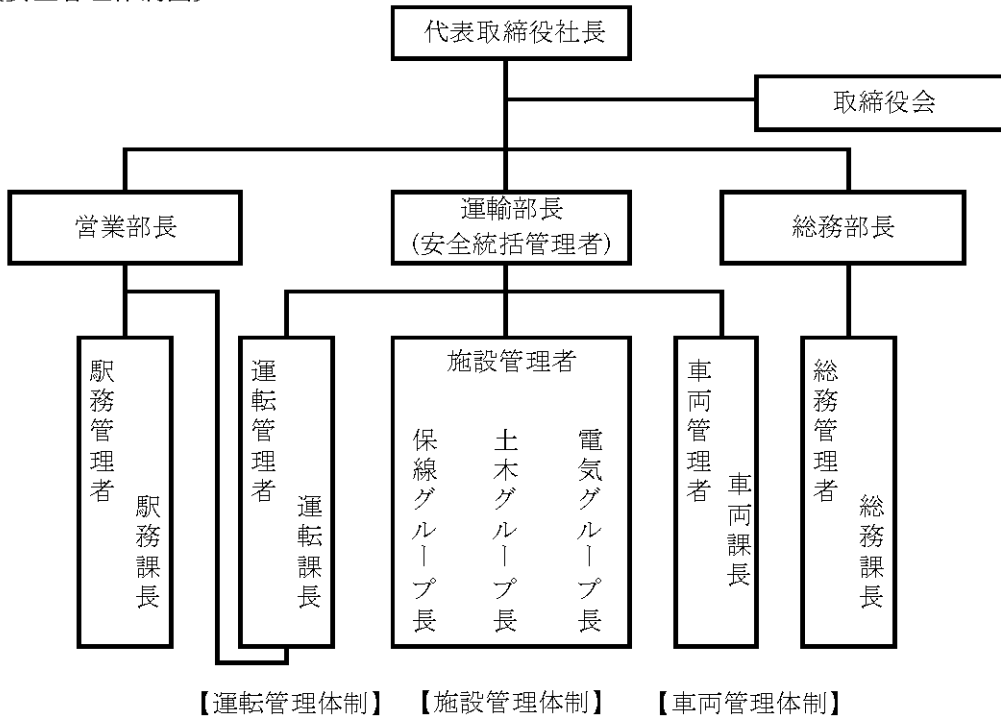 代表取締役社長
取締役会
営業部長
運輸部長
(安全統括管理者)
総務部長
駅務管理者
駅務課長
運転管理者
運転課長
施設管理者
保線グループ長
土木グループ長
電気グループ長
車両管理者
車両課長
総務管理者
総務課長
【運転管理体制】
【施設管理体制】
【車両管理体制】